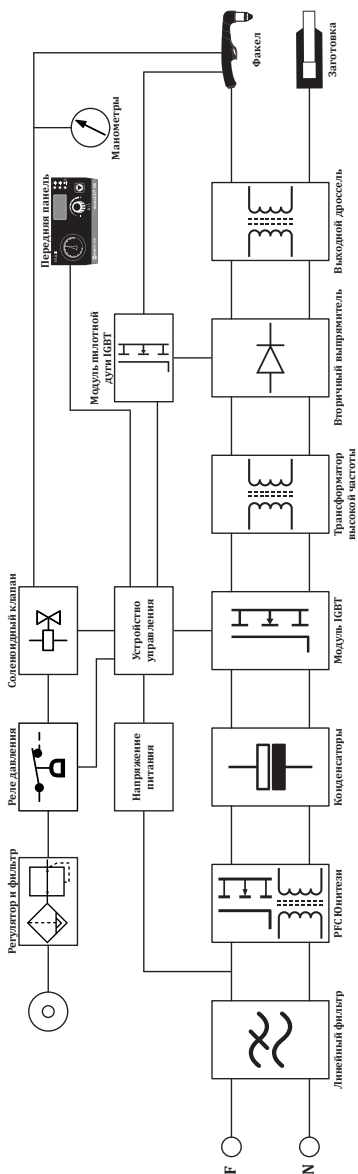 Регулятор и фильтр
Реле давления
Соленоидный клапан
Передняя панель
Манометры
Напряжение
питания
Устройство
управления
Модуль пилотной
дуги IGBT
Факел
Заготовка
F
N
Линейный фильтр
PFC Юнитези
Конденсаторы
Модуль IGBT
Трансформатор
высокой частоты
Вторичный выпрямитель
Выходной дроссель